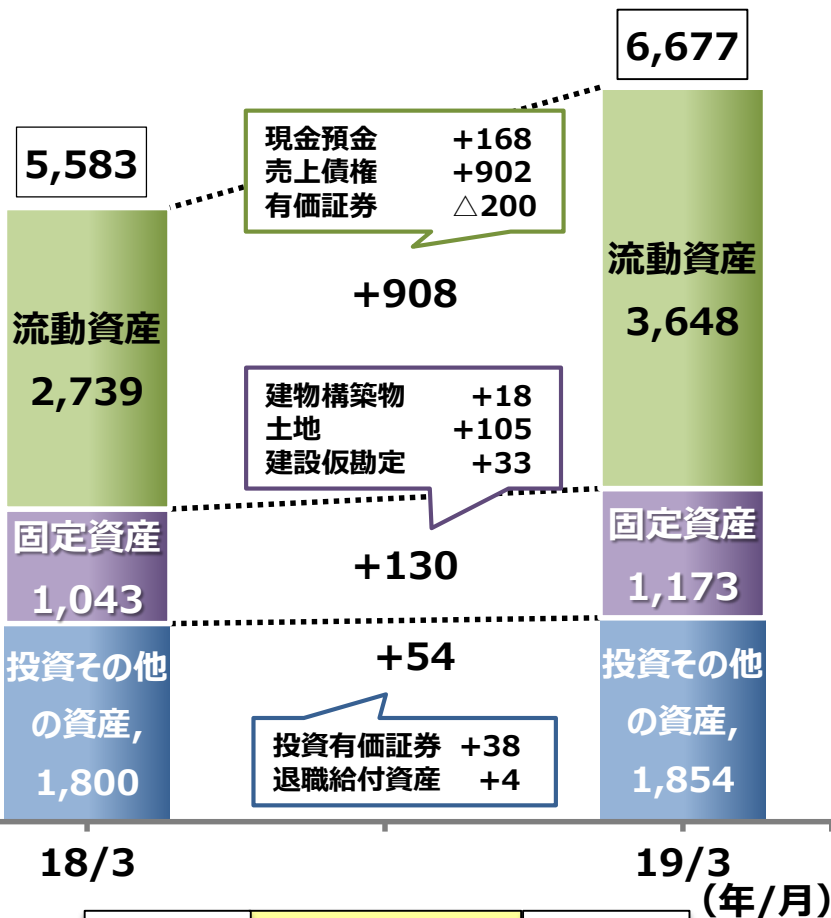 6,677
5,583
現金預金 +168
売上債権 +902
有価証券 △200
流動資産
2,739
+908
流動資産
3,648
建物構築物 +18
土地 +105
建設仮勘定 +33
固定資産
1,043
+130
固定資産
1,173
投資その他
の資産,
1,800
+54
投資有価証券 +38
退職給付資産 +4
投資その他
の資産,
1,854
18/3
19/3
（年/月）